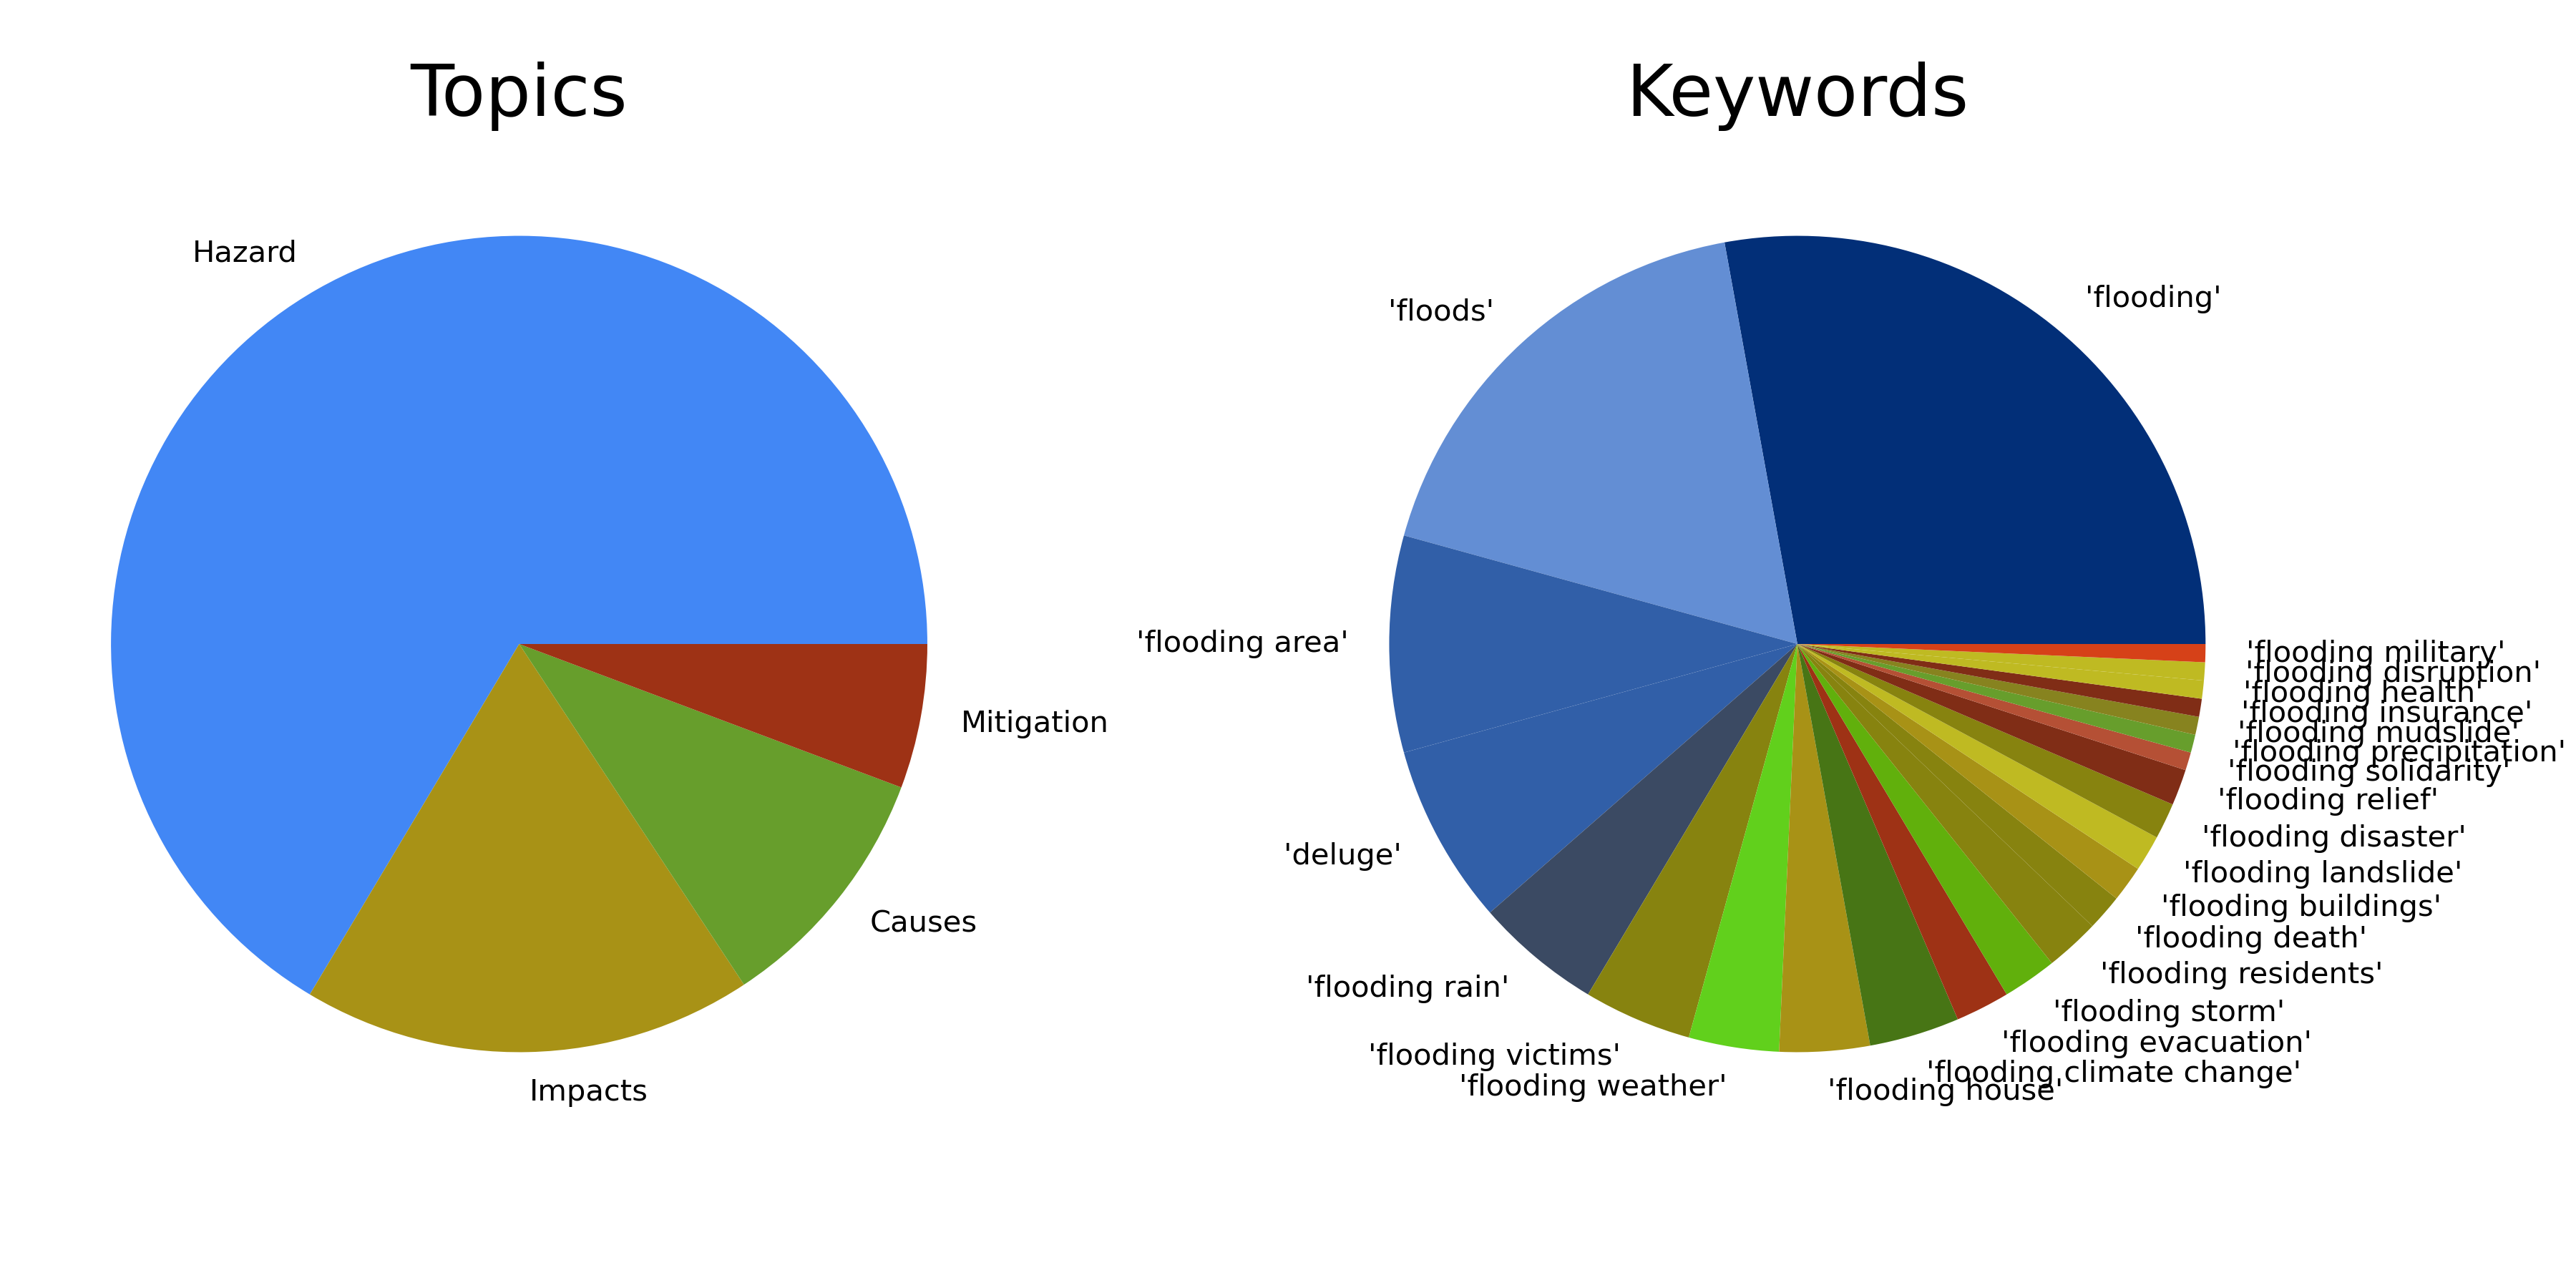 Topics
Keywords
Hazard
Mitigation
Causes
Impacts
'flooding'
'floods'
'flooding area'
'deluge'
'flooding rain'
'flooding victims'
'flooding weather'
'flooding house'
'flooding climate change'
'flooding evacuation'
'flooding storm'
'flooding residents'
'flooding death'
'flooding buildings'
'flooding landslide'
'flooding disaster'
'flooding relief'
'flooding solidarity'
'flooding precipitation'
'flooding mudslide'
'flooding insurance'
'flooding health'
'flooding disruption'
'flooding military'